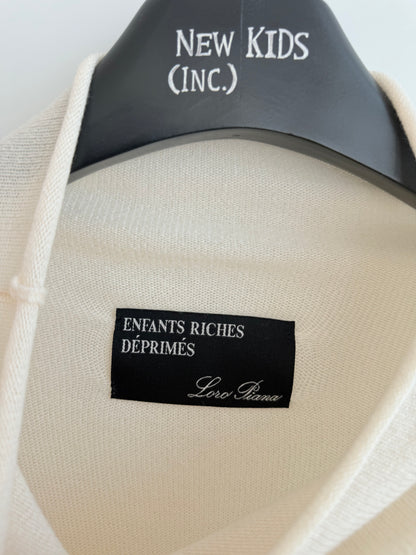 NEW KIDS
(INC.)
ENFANTS RICHES
DÉPRIMÉS
Loro Piana